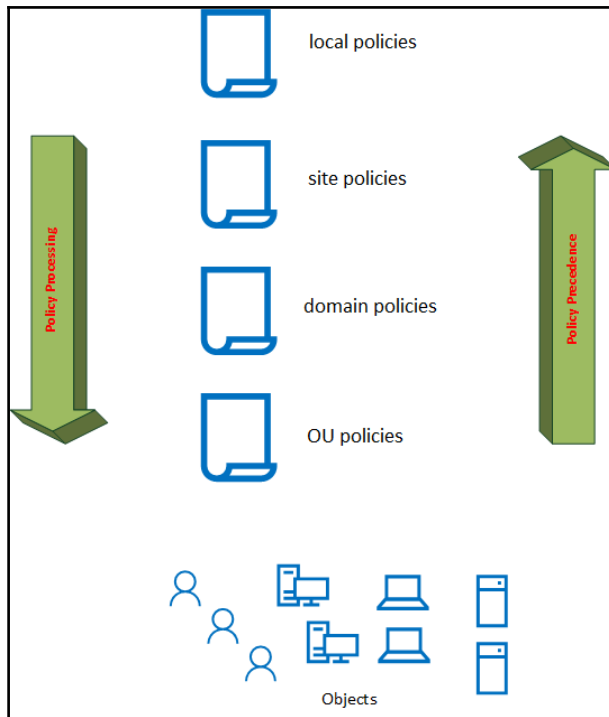 local policies
site policies
Policy Processing
Policy Precedence
domain policies
OU policies
Objects